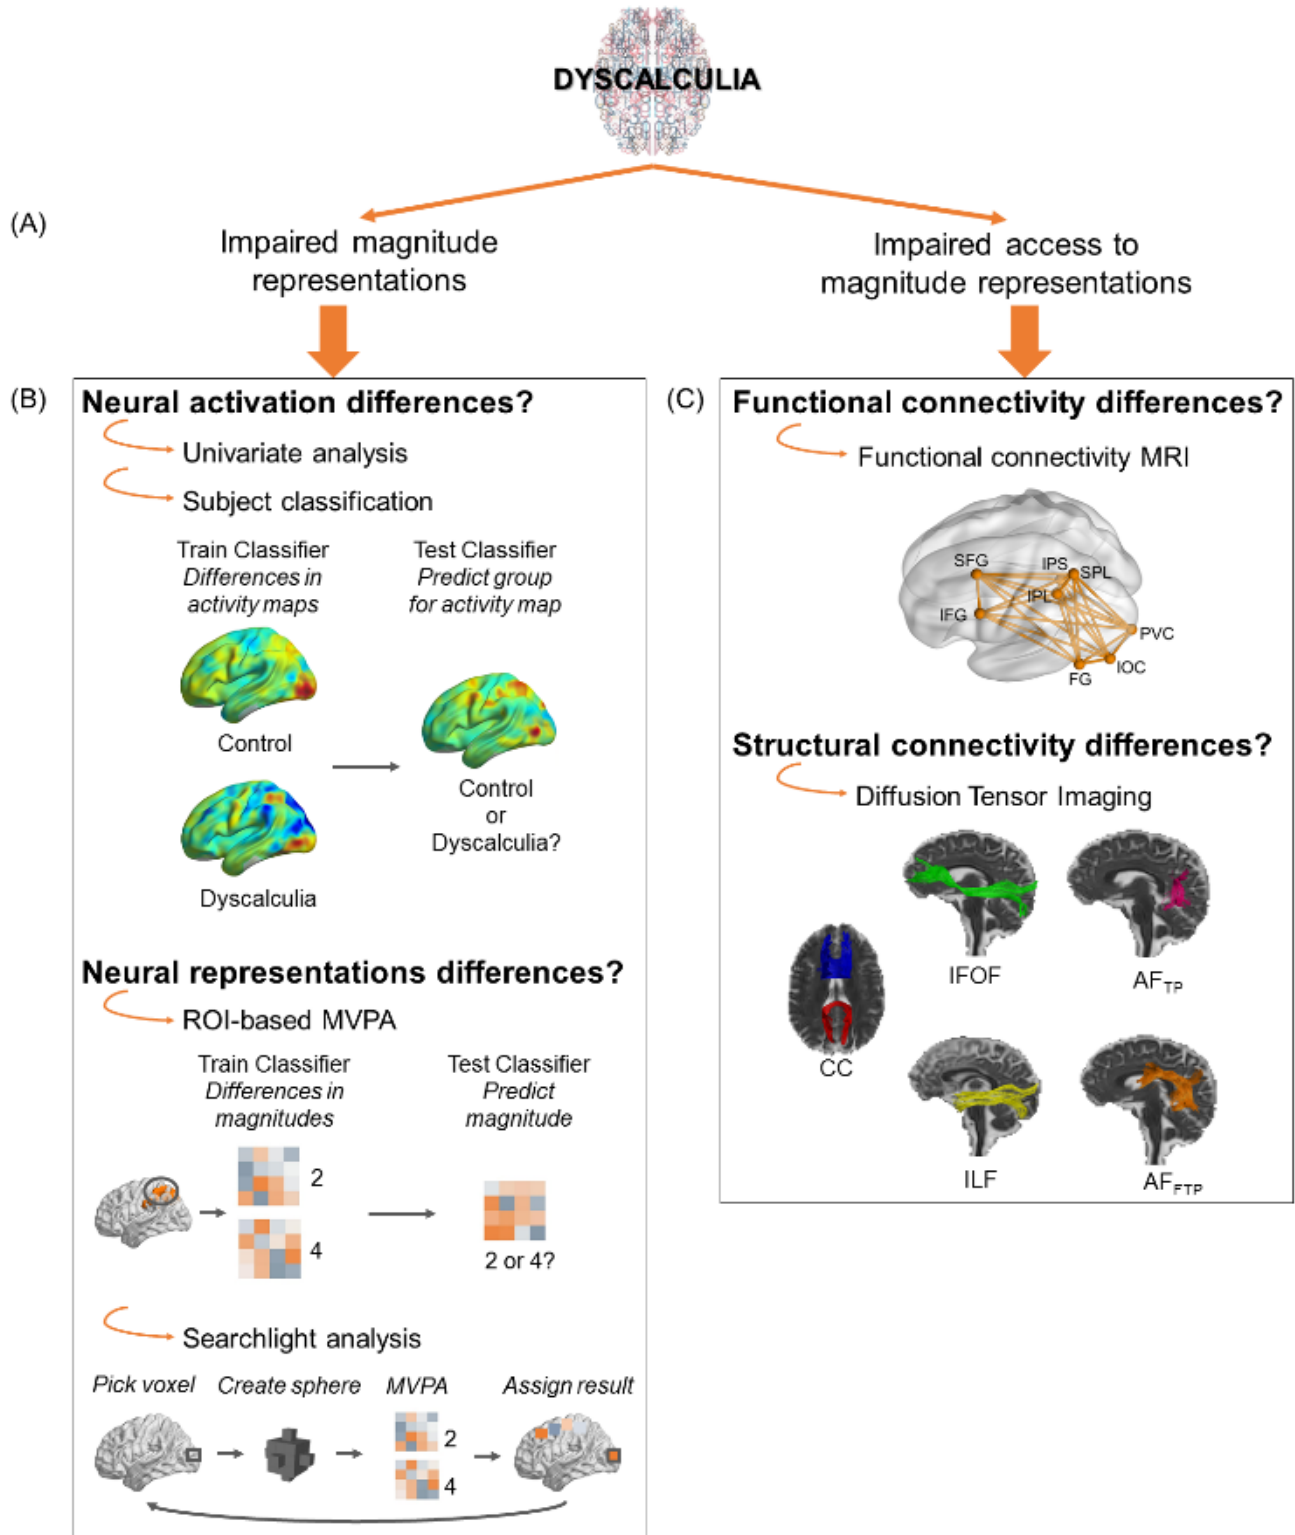 DYSCALCULIA
(A)
Impaired magnitude
representations
Impaired access to
magnitude representations
(B)
Neural activation differences?
Univariate analysis
Subject classification
Train Classifier
Differences in
activity maps
Test Classifier
Predict group
for activity map
Control
Dyscalculia
Control
or
Dyscalculia?
Neural representations differences?
ROI-based MVPA
Train Classifier
Differences in
magnitudes
Test Classifier
Predict
magnitude
2
4
2 or 4?
Searchlight analysis
Pick voxel
Create sphere
MVPA
Assign result
2
4
(C)
Functional connectivity differences?
Functional connectivity MRI
SFG
IPS
SPL
IPL
IFG
PVC
IOC
FG
Structural connectivity differences?
Diffusion Tensor Imaging
IFOF
AFTP
CC
ILF
AFFTP